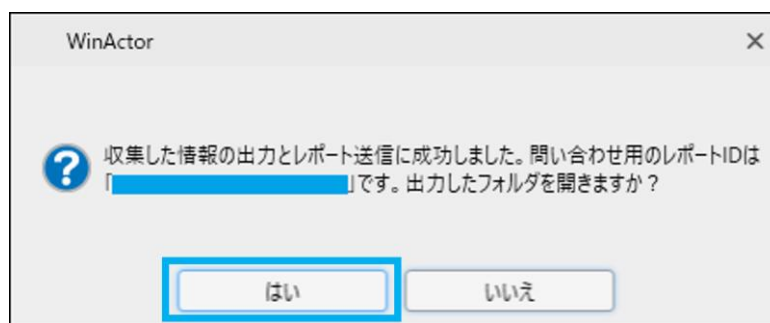 WinActor
収集した情報の出力とレポート送信に成功しました。問い合わせ用のレポートIDは
「」です。出力したフォルダを開きますか?
はい
いいえ